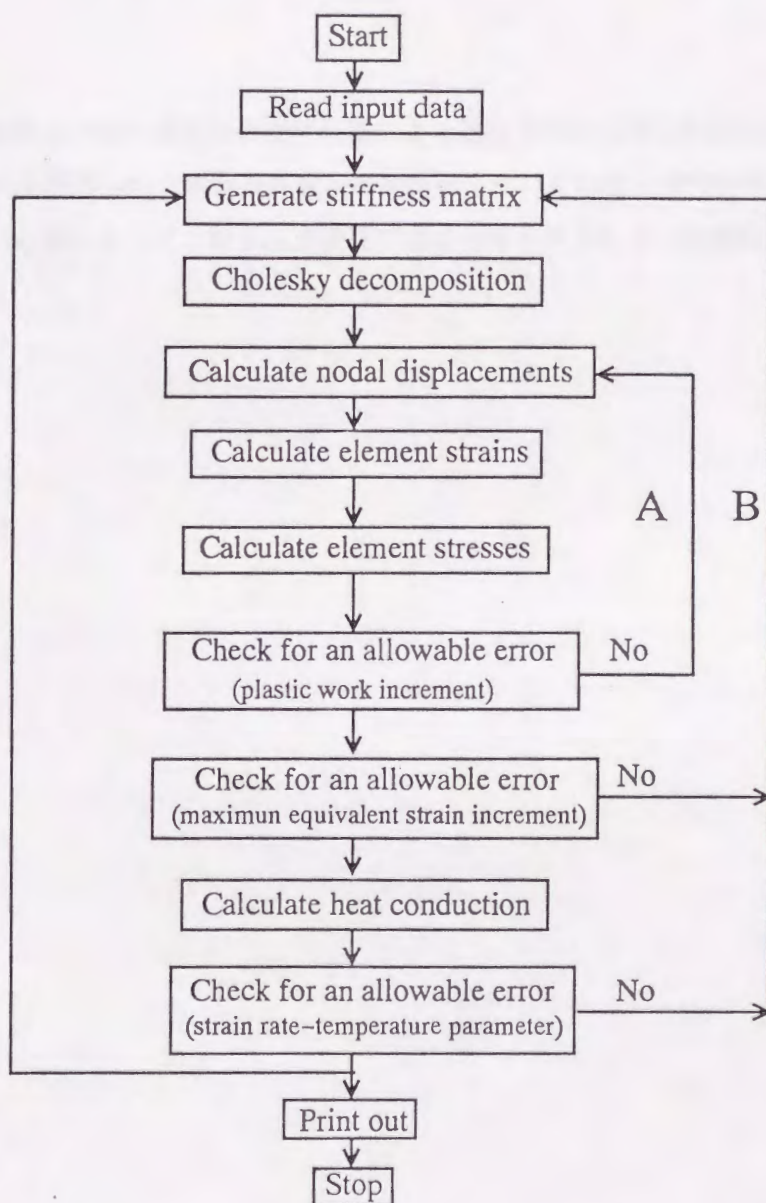 Start
Read input data
Generate stiffness matrix
Cholesky decomposition
Calculate nodal displacements
Calculate element strains
A
B
Calculate element stresses
Check for an allowable error
No
(plastic work increment)
Check for an allowable error
No
(maximun equivalent strain increment)
Calculate heat conduction
Check for an allowable error
No
(strain rate-temperature parameter)
Print out
Stop